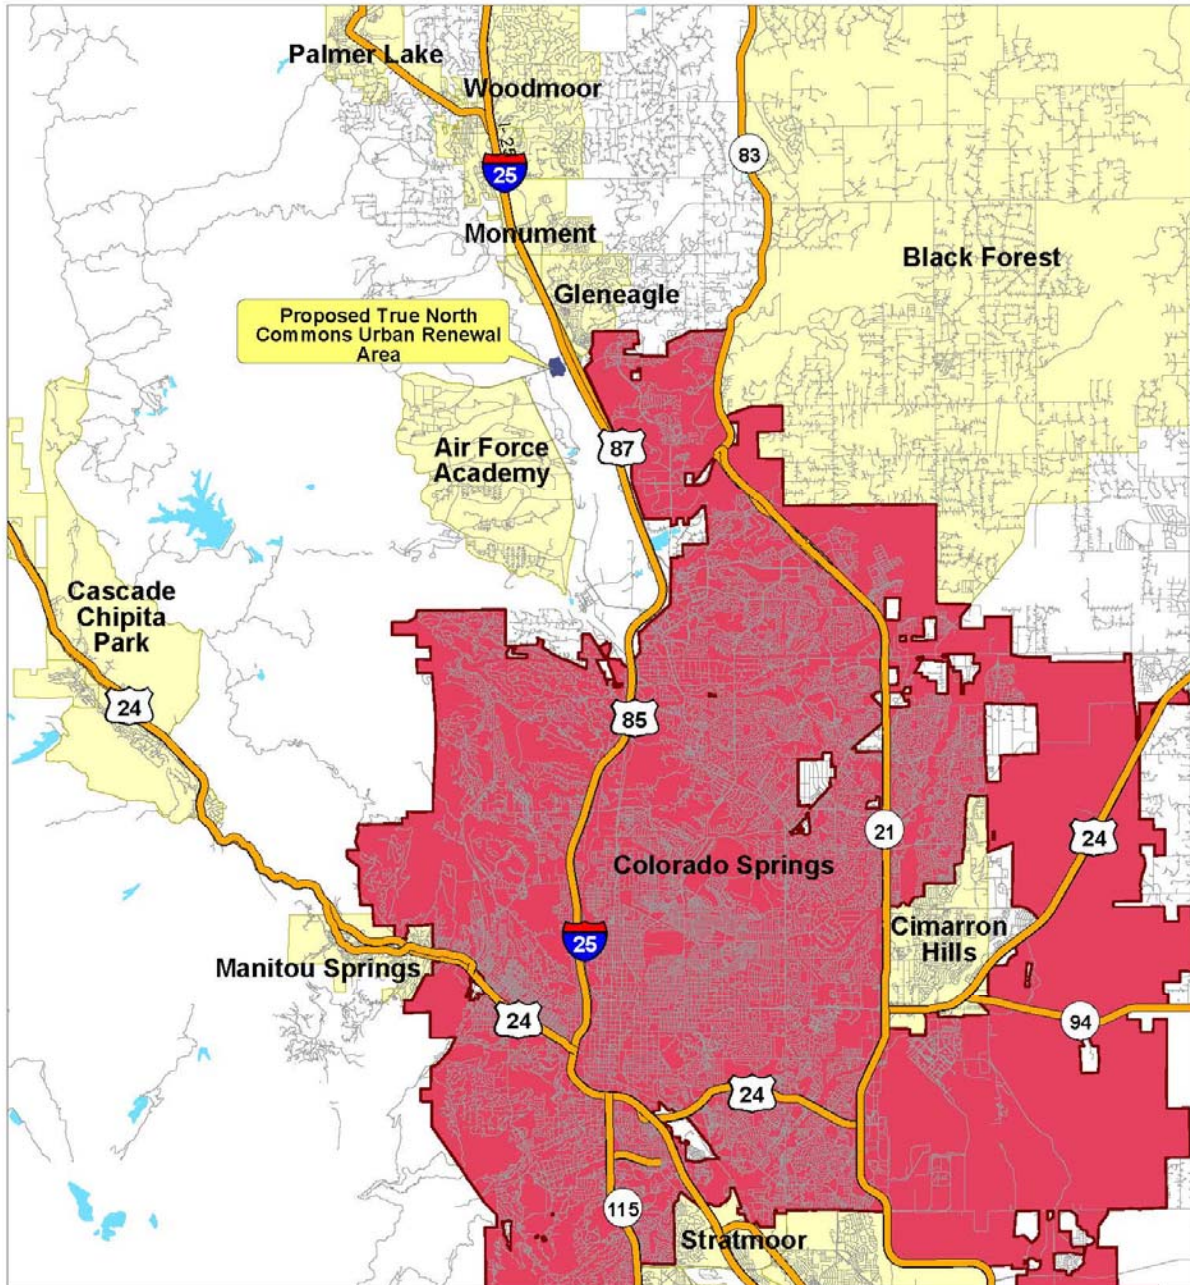 Palmer Lake
Woodmoor
I-25
25
83
Monument
Black Forest
Gleneagle
Proposed True North
Commons Urban Renewal
Area
87
Air Force
Academy
Cascade
Chipita
Park
24
85
21
24
Colorado Springs
Cimarron
Hills
25
Manitou Springs
24
94
24
115
Stratmoor